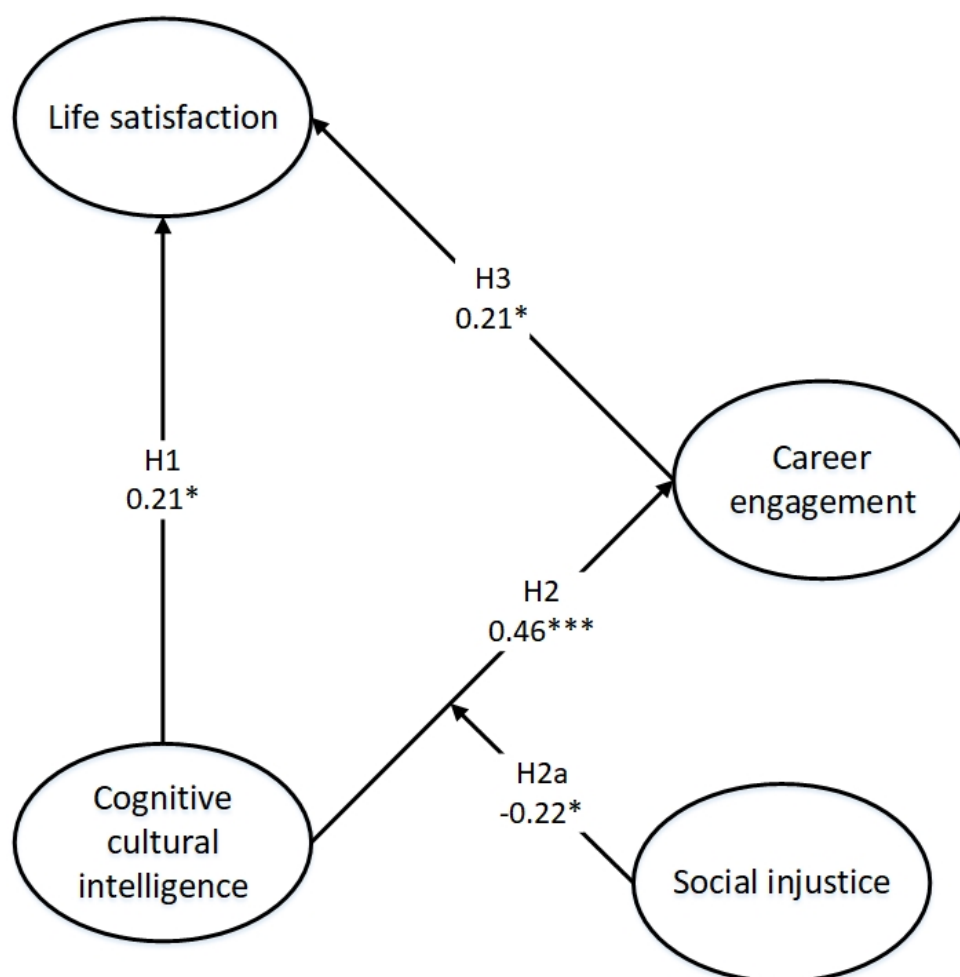 Life satisfaction
H3
0.21*
Career
engagement
H1
0.21*
H2
0.46***
H2a
-0.22*
Cognitive
cultural
intelligence
Social injustice